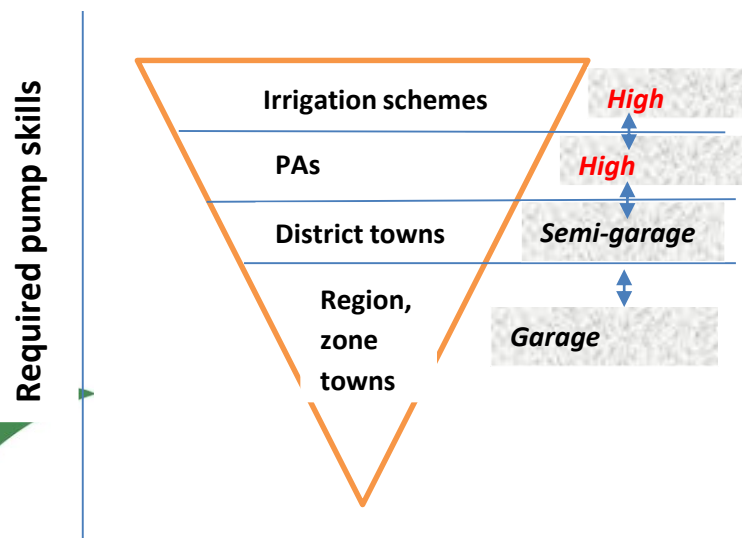 Required pump skills
Irrigation schemes
High
PAs
High
District towns
Semi-garage
Region,
zone
towns
Garage